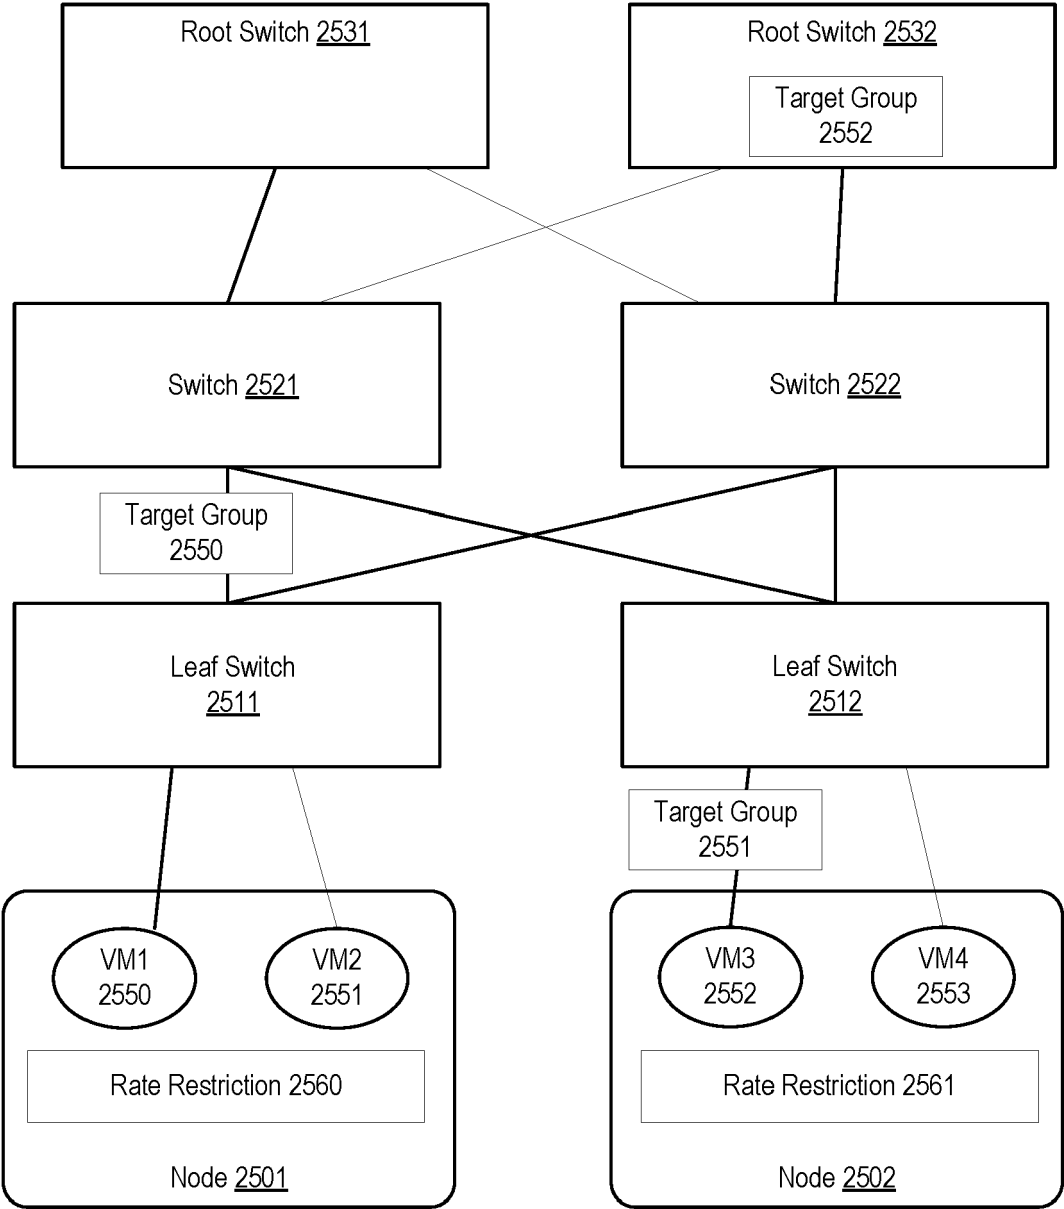 Root Switch 2531
Root Switch 2532
Target Group
2552
Switch 2521
Switch 2522
Target Group
2550
Leaf Switch
2511
Leaf Switch
2512
Target Group
2551
VM1
2550
VM2
2551
VM3
2552
VM4
2553
Rate Restriction 2560
Rate Restriction 2561
Node 2501
Node 2502